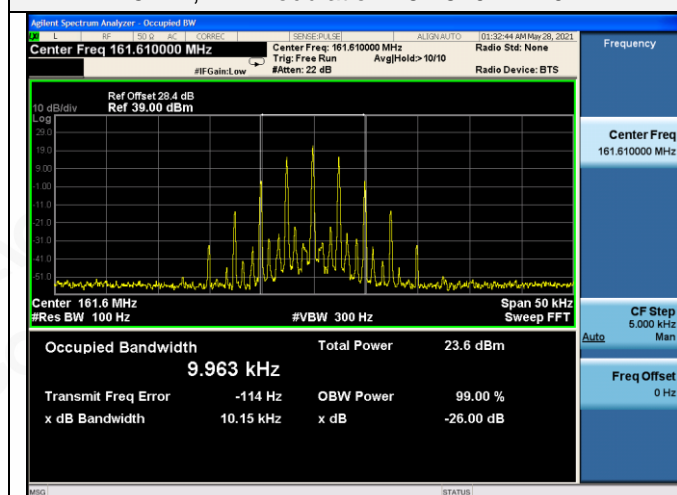 Agilent Spectrum Analyzer - Occupied BW
L RF 50 Ω AC CORREC SENSE:PULSE ALIGN AUTO 01:32:44 AM May 28, 2021
Center Freq 161.610000 MHz
Center Freq: 161.610000 MHz
Radio Std: None
Trig: Free Run Avg|Hold:> 10/10
#IFGain:Low
#Atten: 22 dB
Radio Device: BTS
Frequency
Ref Offset 28.4 dB
10 dB/div Ref 39.00 dBm
Log
29.0
19.0
9.00
-1.00
-11.0
-21.0
-31.0
-41.0
-51.0
Center 161.6 MHz
Span 50 kHz
#Res BW 100 Hz
#VBW 300 Hz
Sweep FFT
Occupied Bandwidth
Total Power 23.6 dBm
9.963 kHz
Transmit Freq Error -114 Hz
OBW Power 99.00 %
x dB Bandwidth 10.15 kHz
x dB -26.00 dB
Center Freq
161.610000 MHz
CF Step
5.000 kHz
Auto Man
Freq Offset
0 Hz
MSG STATUS